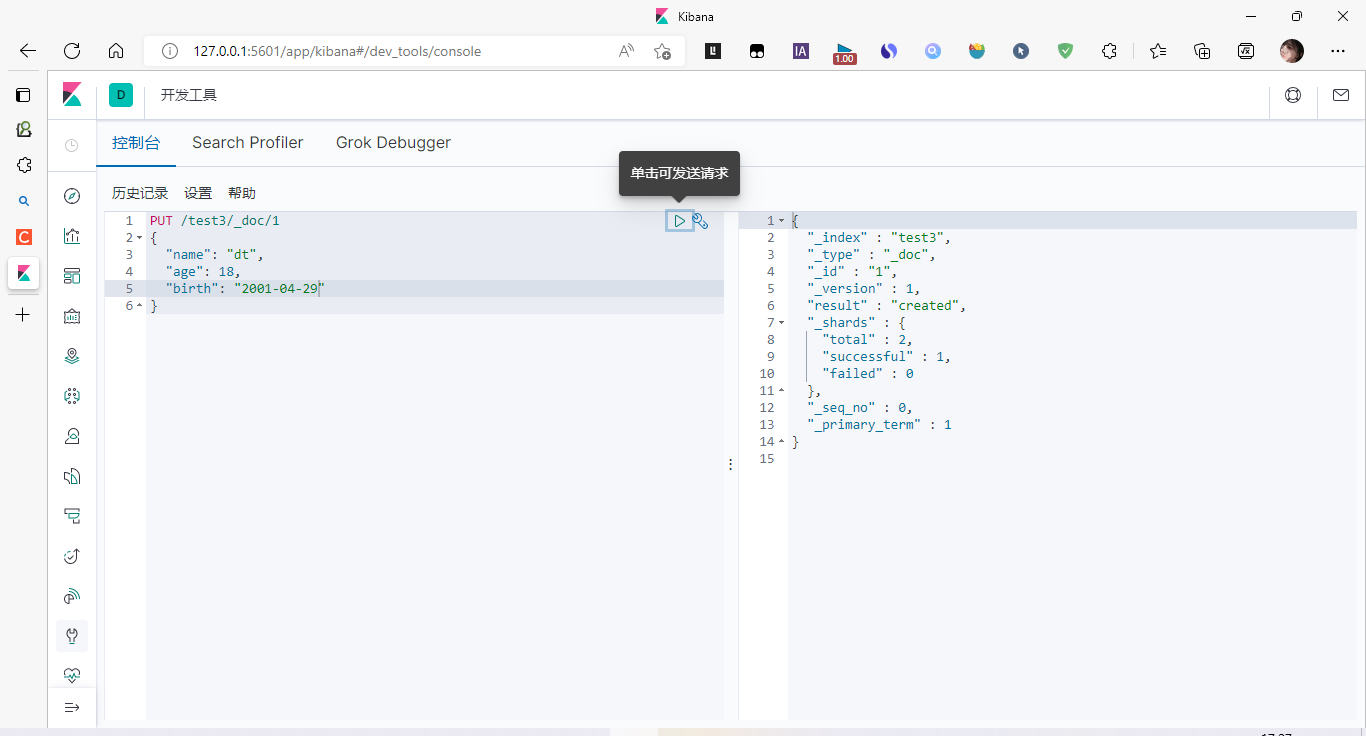 Kibana
127.0.0.1:5601/app/kibana#/dev_tools/console
1.00
D
开发工具
控制台 Search Profiler Grok Debugger
单击可发送请求
历史记录 设置 帮助
1 PUT /test3/_doc/1
2 {
3 "name": "dt",
4 "age": 18,
5 "birth": "2001-04-29"
6 }
1 {
2 "_index" : "test3",
3 "_type" : "_doc",
4 "_id" : "1",
5 "_version" : 1,
6 "result" : "created",
7 "_shards" : {
8 "total" : 2,
9 "successful" : 1,
10 "failed" : 0
11 },
12 "_seq_no" : 0,
13 "_primary_term" : 1
14 }
15